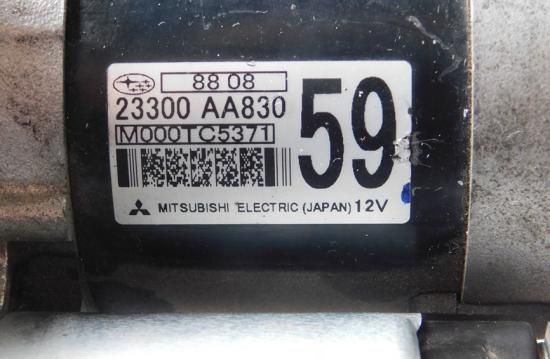 88 08
23300 AA830
M000TC5371
59
MITSUBISHI ELECTRIC (JAPAN) 12V